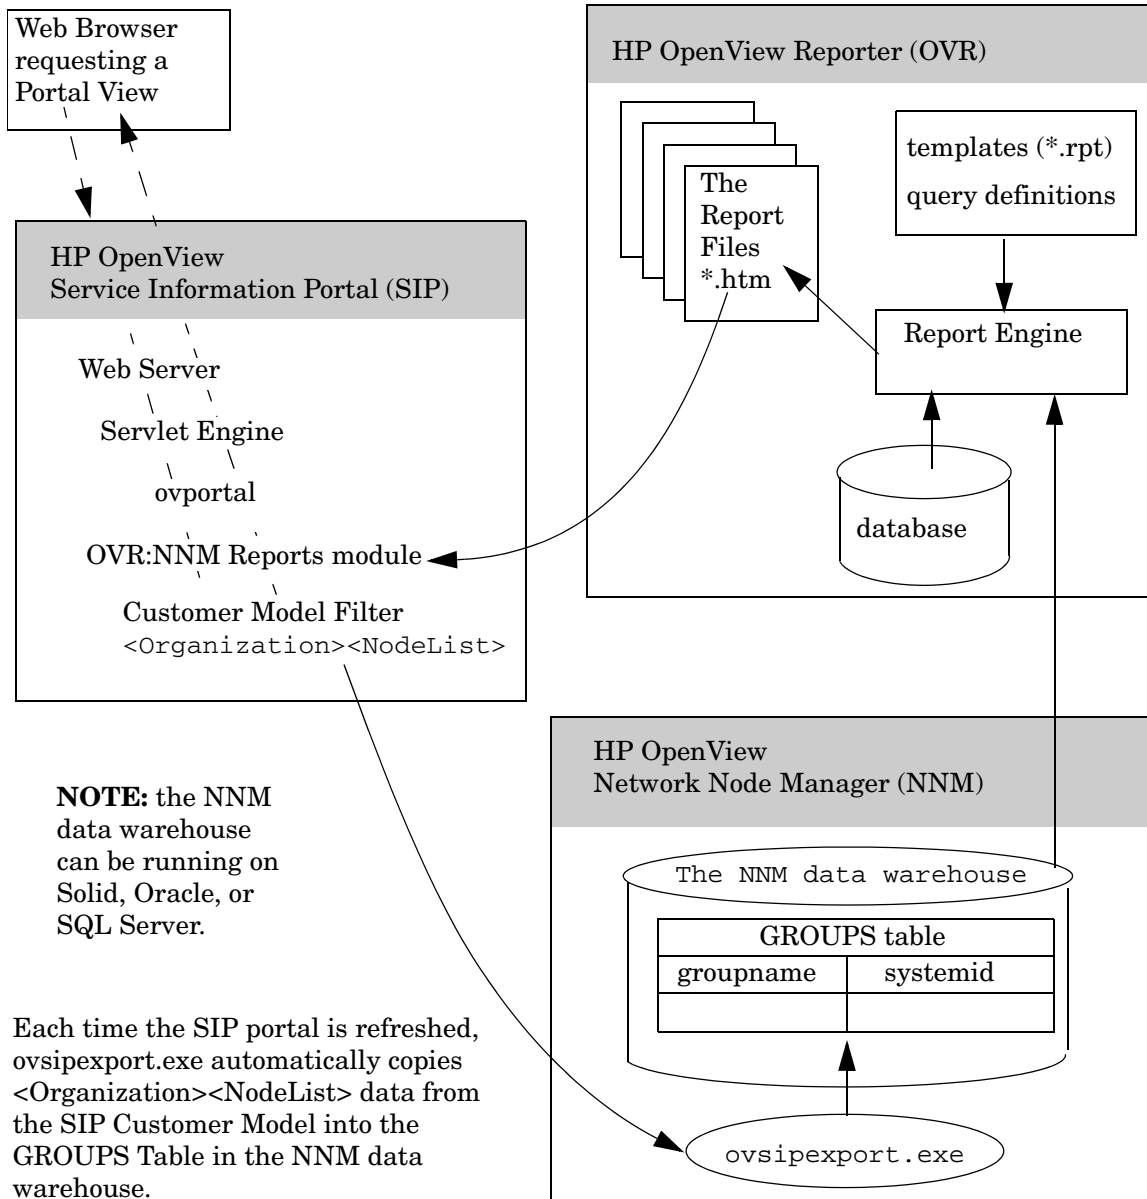 Web Browser
requesting a
Portal View
HP OpenView
Service Information Portal (SIP)
Web Server
Servlet Engine
ovportal
OVR:NNM Reports module
Customer Model Filter
<Organization><NodeList>
HP OpenView Reporter (OVR)
The
Report
Files
*.htm
templates (*.rpt)
query definitions
Report Engine
database
HP OpenView
Network Node Manager (NNM)
The NNM data warehouse
GROUPS table
groupname systemid
ovsipexport.exe
NOTE: the NNM
data warehouse
can be running on
Solid, Oracle, or
SQL Server.
Each time the SIP portal is refreshed,
ovsipexport.exe automatically copies
<Organization><NodeList> data from
the SIP Customer Model into the
GROUPS Table in the NNM data
warehouse.